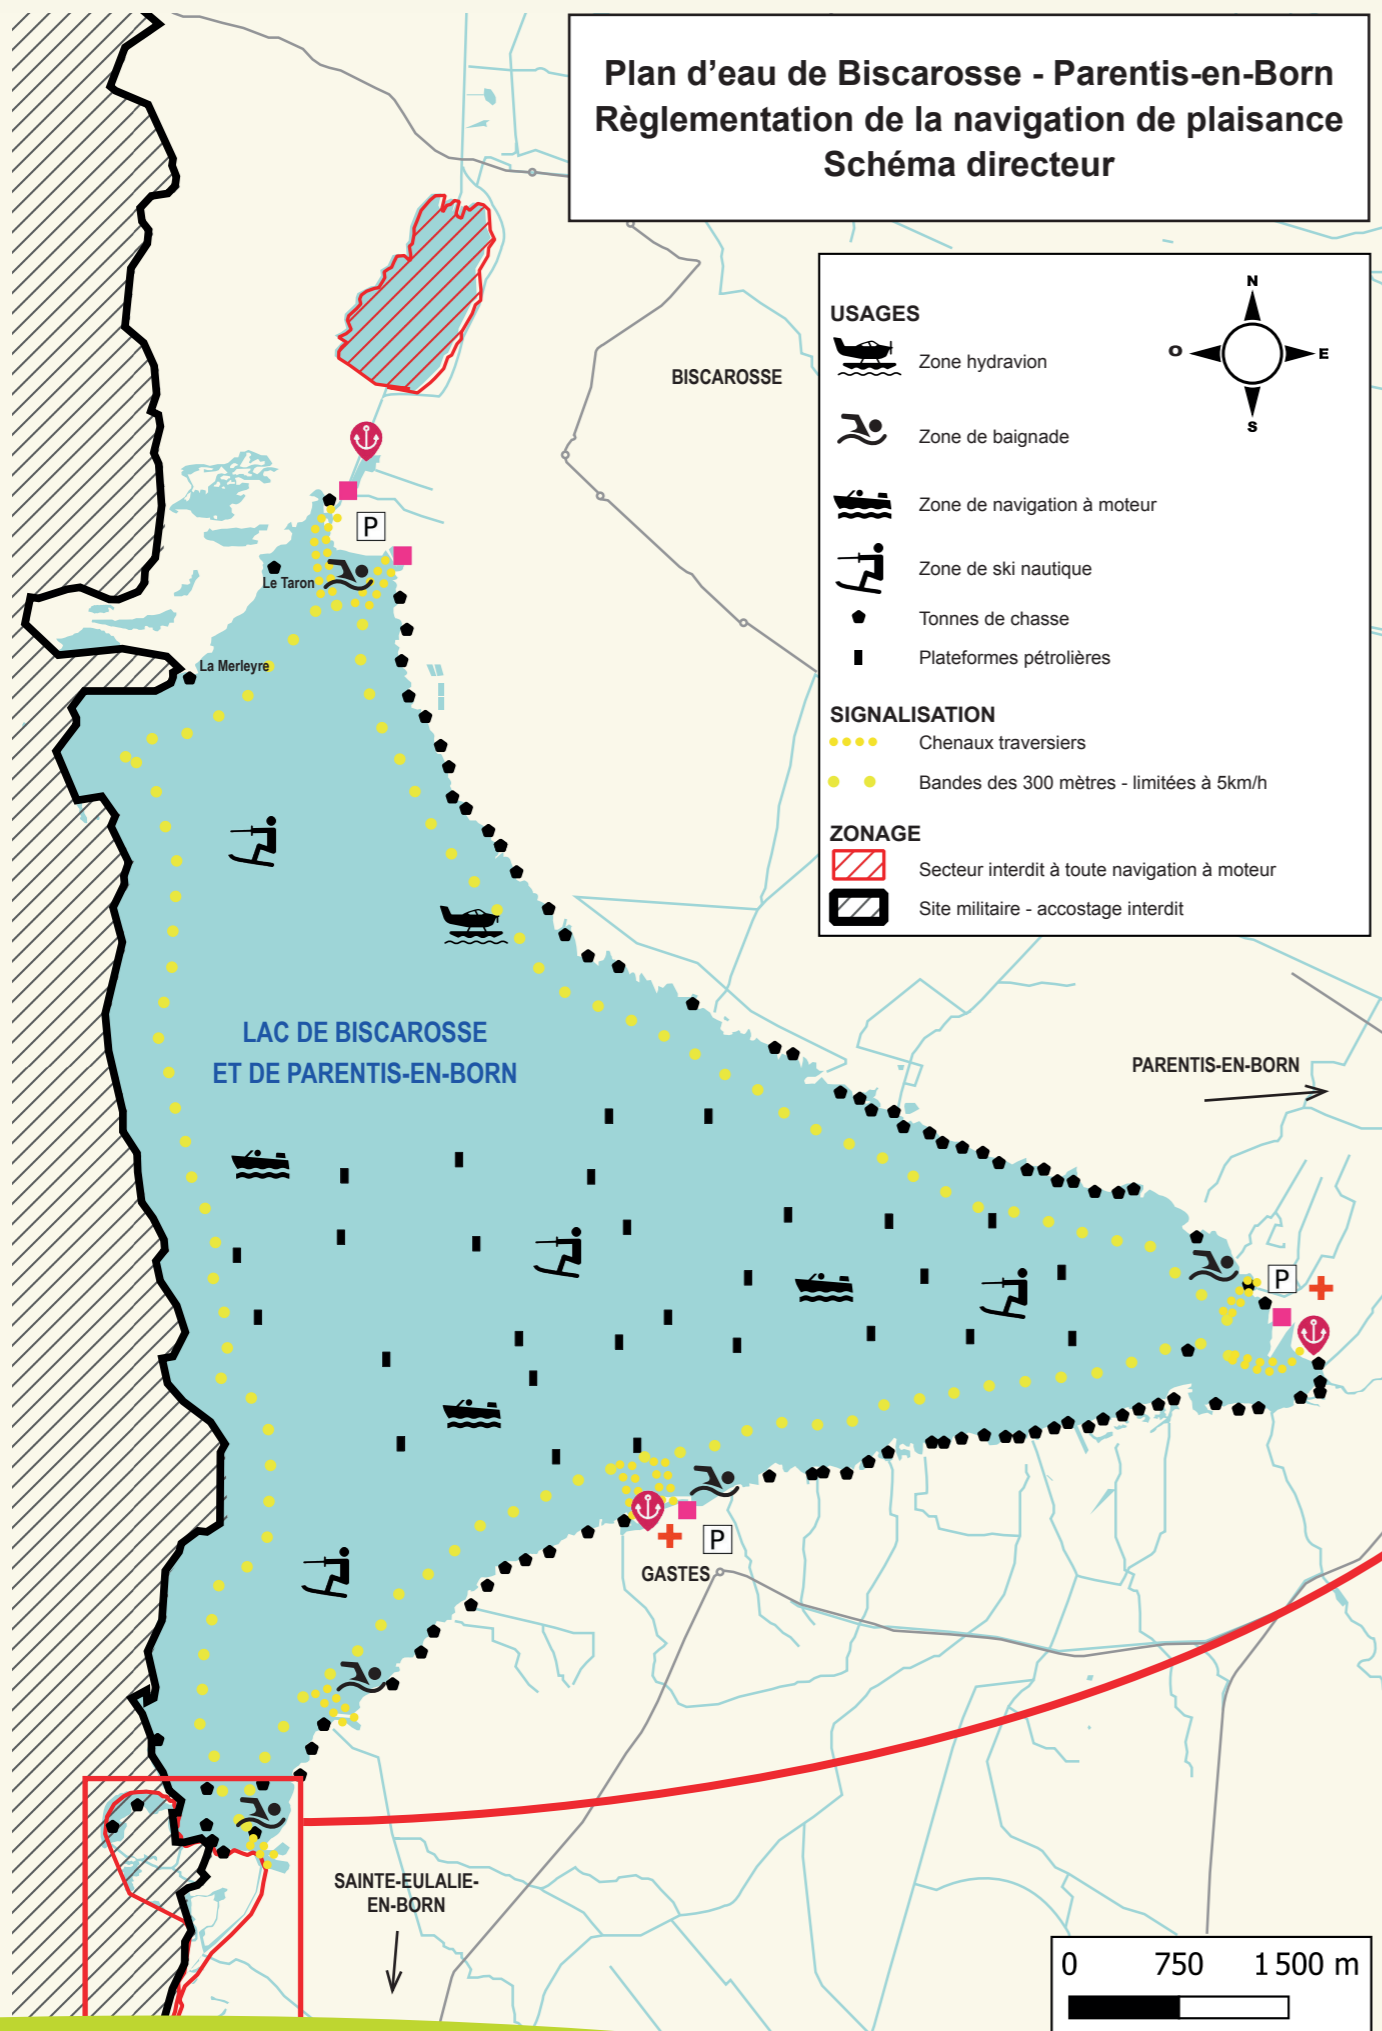 Plan d'eau de Biscarosse - Parentis-en-Born
Règlementation de la navigation de plaisance
Schéma directeur
N
O
E
S
USAGES
Zone hydravion
Zone de baignade
Zone de navigation à moteur
Zone de ski nautique
Tonnes de chasse
Plateformes pétrolières
SIGNALISATION
Chenaux traversiers
Bandes des 300 mètres - limitées à 5km/h
ZONAGE
Secteur interdit à toute navigation à moteur
Site militaire - accostage interdit
BISCAROSSE
P
Le Taron
La Merleyre
LAC DE BISCAROSSE
ET DE PARENTIS-EN-BORN
PARENTIS-EN-BORN
P
P
GASTES
SAINTE-EULALIE-
EN-BORN
0 750 1 500 m